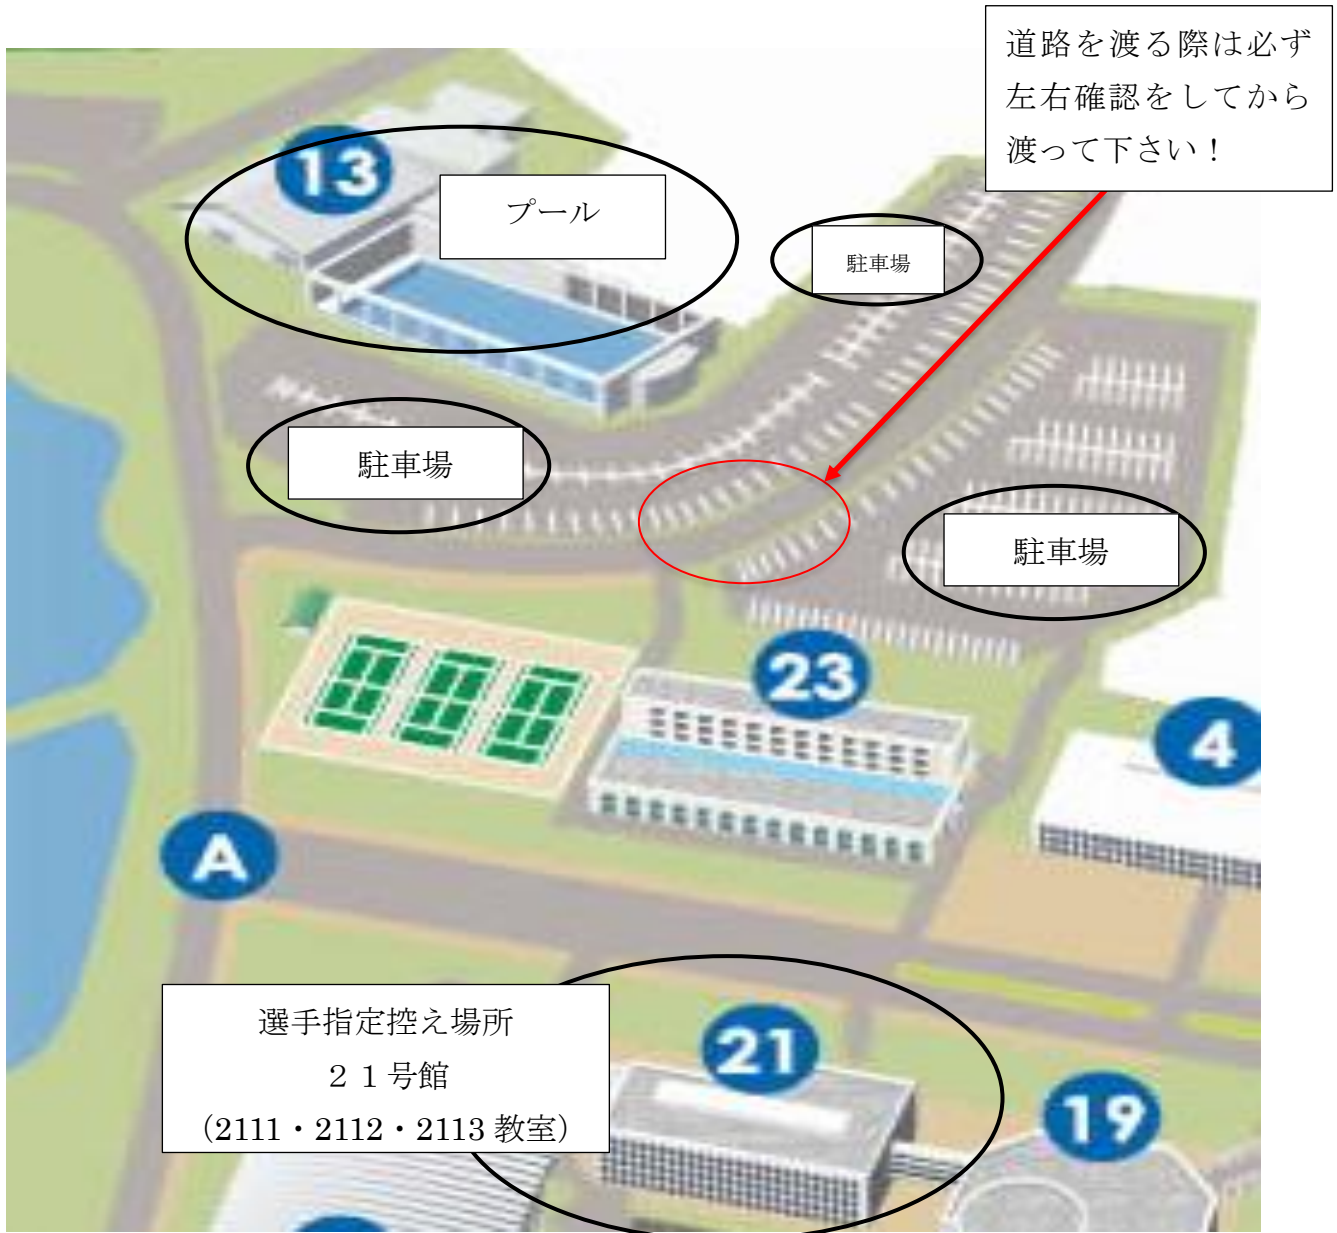 道路を渡る際は必ず
左右確認をしてから
渡って下さい！
13
プール
駐車場
駐車場
駐車場
23
4
A
選手指定控え場所
２１号館
（2111・2112・2113 教室）
21
19